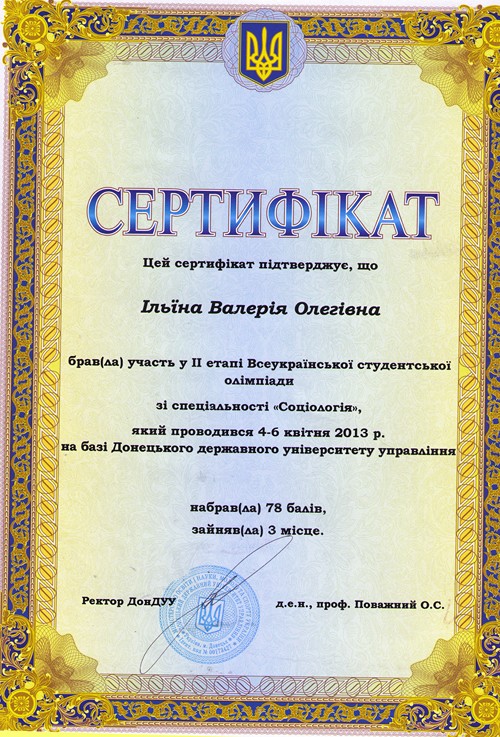 СЕРТИФІКАТ
Цей сертифікат підтверджує, що
Ільїна Валерія Олегівна
брав(ла) участь у II етапі Всеукраїнської студентської
олімпіади
зі спеціальності «Соціологія»,
який проводився 4-6 квітня 2013 р.
на базі Донецького державного університету управління
набрав(ла) 78 балів,
зайняв(ла) 3 місце.
Ректор ДонДУУ д.е.н., проф. Поважний О.С.